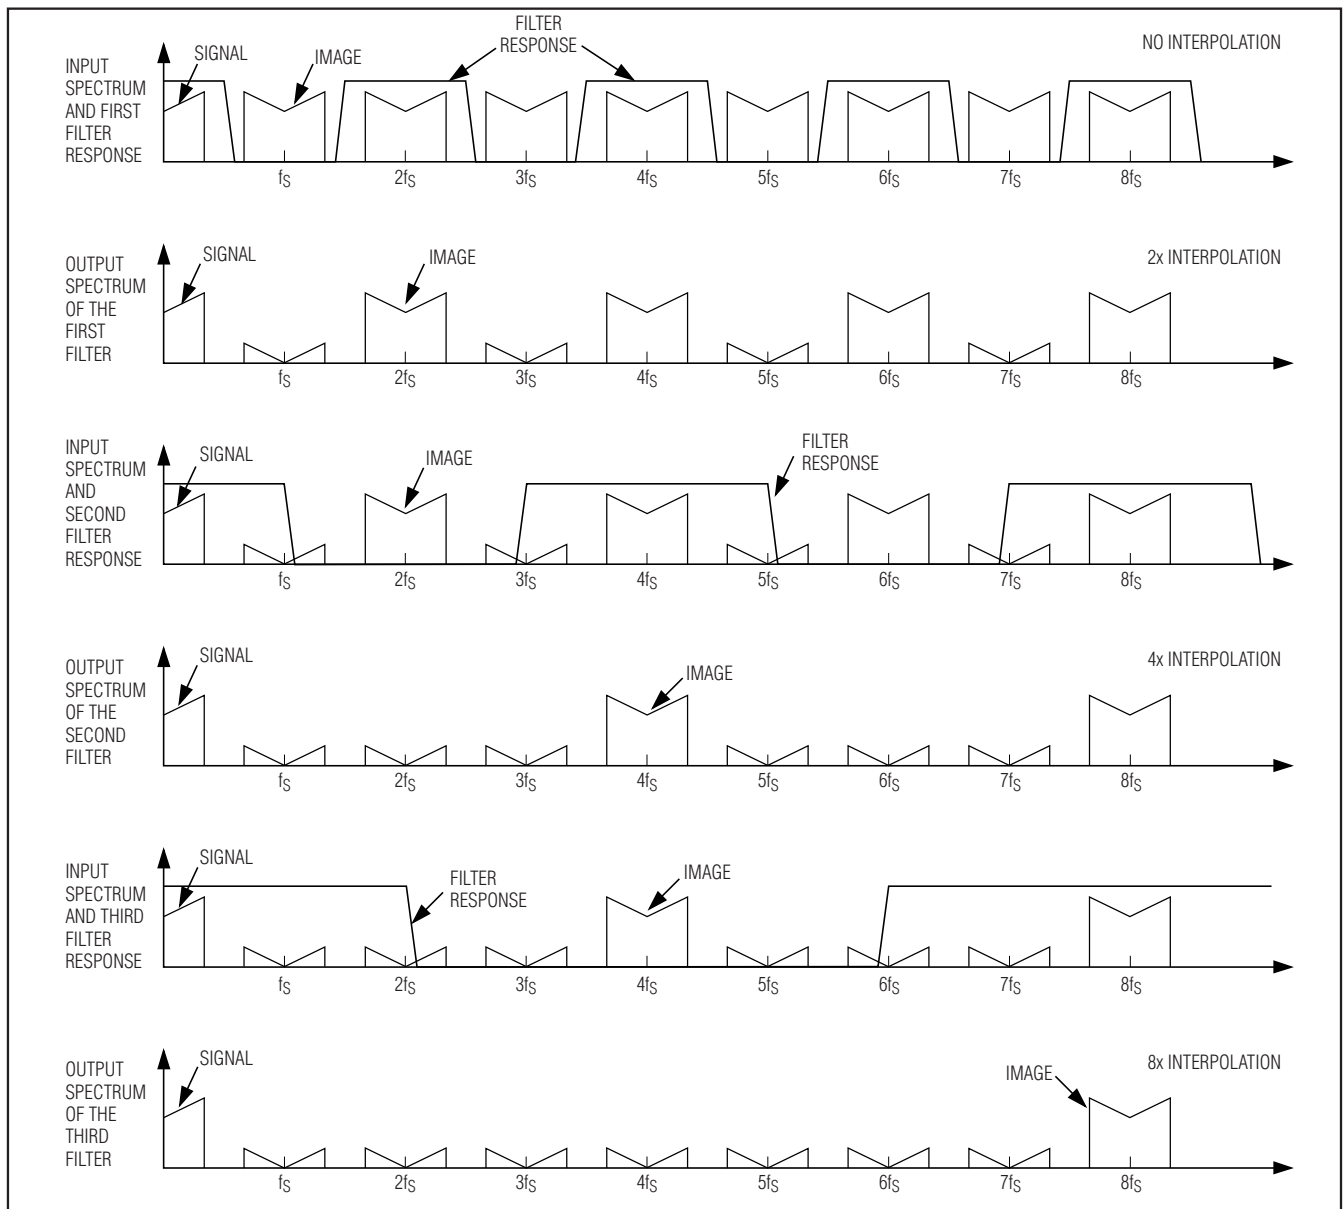 FILTER
RESPONSE
NO INTERPOLATION
SIGNAL
IMAGE
INPUT
SPECTRUM
AND FIRST
FILTER
RESPONSE
fS
2fS
3fS
4fS
5fS
6fS
7fS
8fS
SIGNAL
IMAGE
2x INTERPOLATION
OUTPUT
SPECTRUM
OF THE
FIRST
FILTER
fS
2fS
3fS
4fS
5fS
6fS
7fS
8fS
INPUT
SPECTRUM
AND
SECOND
FILTER
RESPONSE
SIGNAL
IMAGE
FILTER
RESPONSE
fS
2fS
3fS
4fS
5fS
6fS
7fS
8fS
SIGNAL
4x INTERPOLATION
OUTPUT
SPECTRUM
OF THE
SECOND
FILTER
IMAGE
fS
2fS
3fS
4fS
5fS
6fS
7fS
8fS
SIGNAL
INPUT
SPECTRUM
AND THIRD
FILTER
RESPONSE
FILTER
RESPONSE
IMAGE
fS
2fS
3fS
4fS
5fS
6fS
7fS
8fS
SIGNAL
8x INTERPOLATION
OUTPUT
SPECTRUM
OF THE
THIRD
FILTER
IMAGE
fS
2fS
3fS
4fS
5fS
6fS
7fS
8fS